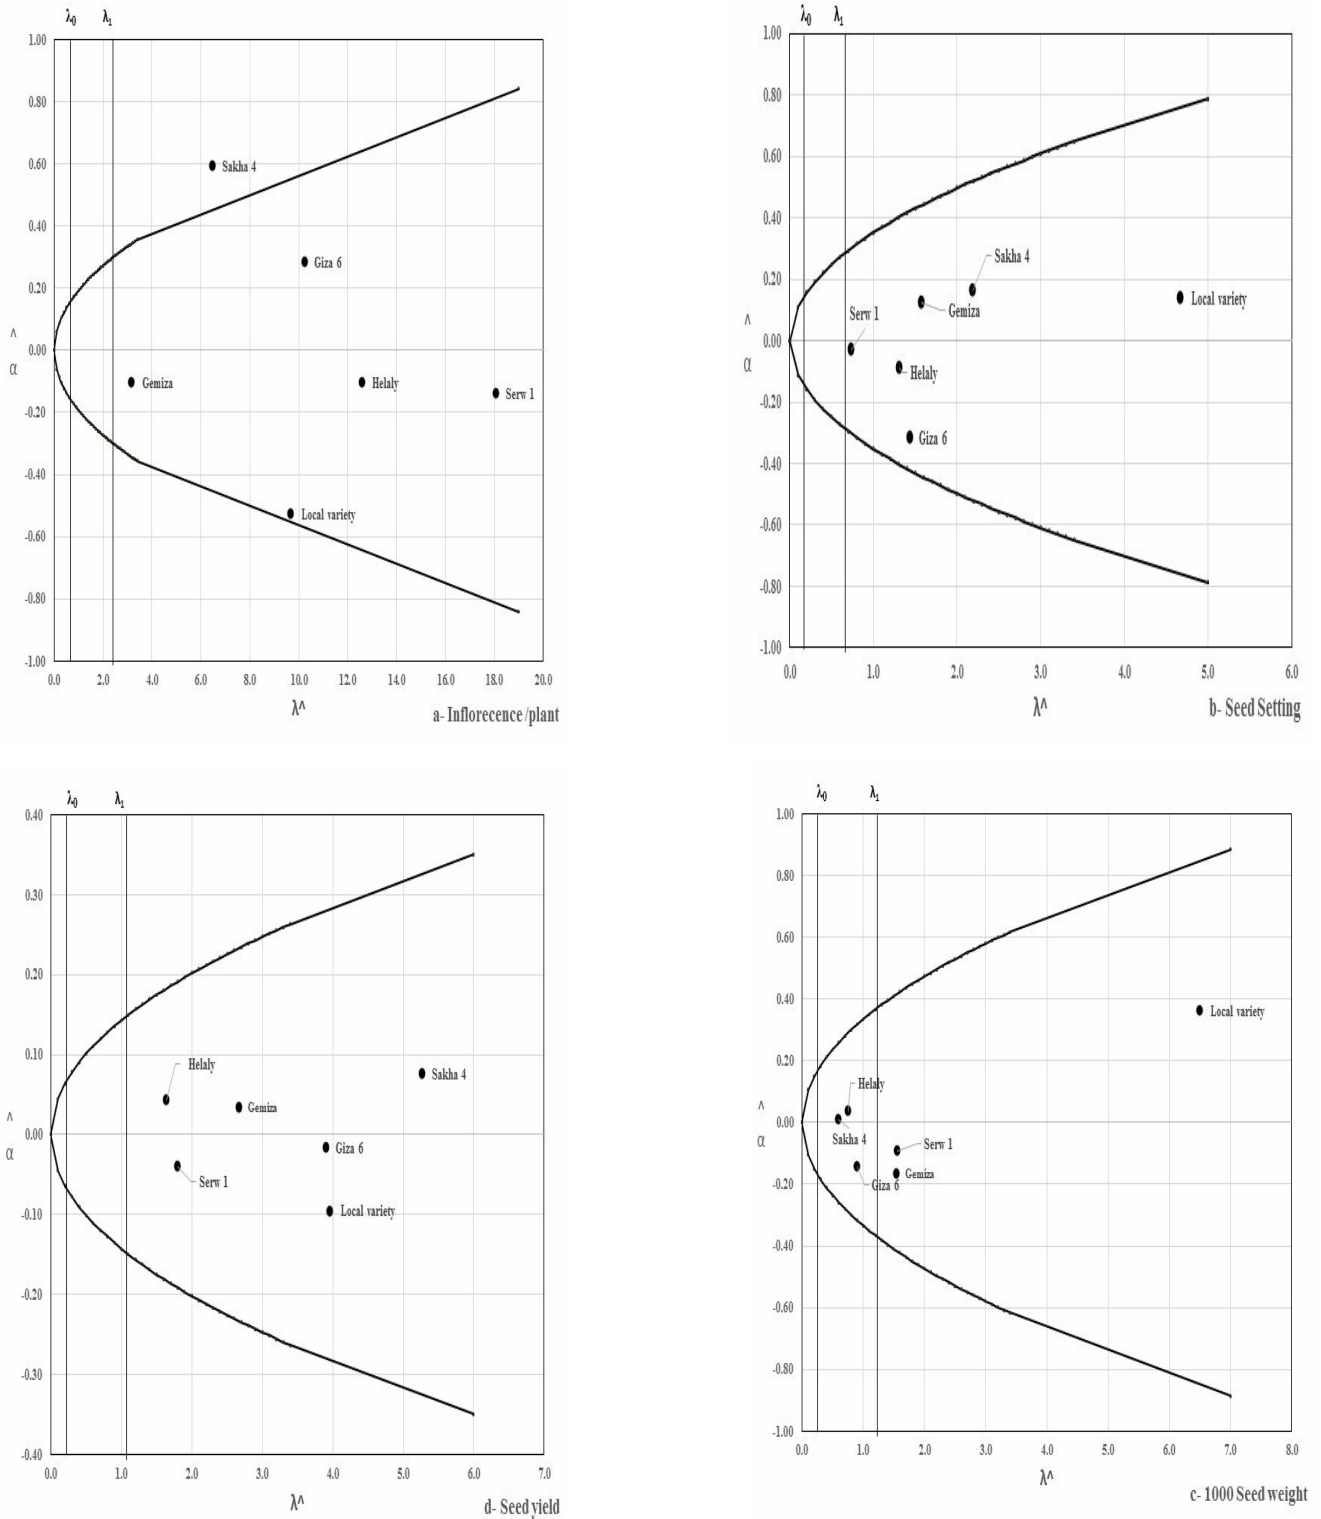 λ0 λ1
1.00
0.80
0.60
0.40
0.20
0.00
-0.20
-0.40
-0.60
-0.80
-1.00
^
α
Sakha 4
Giza 6
Gemiza
Helaly
Serw 1
Local variety
0.0 2.0 4.0 6.0 8.0 10.0 12.0 14.0 16.0 18.0 20.0
λ^
a- Inflorecence /plant
λ0 λ1
1.00
0.80
0.60
0.40
0.20
0.00
-0.20
-0.40
-0.60
-0.80
-1.00
^
α
Sakha 4
Local variety
Gemiza
Serw 1
Helaly
Giza 6
0.0 1.0 2.0 3.0 4.0 5.0 6.0
λ^
b- Seed Setting
λ0 λ1
0.40
0.30
0.20
0.10
0.00
-0.10
-0.20
-0.30
-0.40
^
α
Helaly
Sakha 4
Gemiza
Giza 6
Serw 1
Local variety
0.0 1.0 2.0 3.0 4.0 5.0 6.0 7.0
λ^
d- Seed yield
λ0 λ1
1.00
0.80
0.60
0.40
0.20
0.00
-0.20
-0.40
-0.60
-0.80
-1.00
^
α
Local variety
Helaly
Sakha 4
Serw 1
Gemiza
Giza 6
0.0 1.0 2.0 3.0 4.0 5.0 6.0 7.0 8.0
λ^
c- 1000 Seed weight